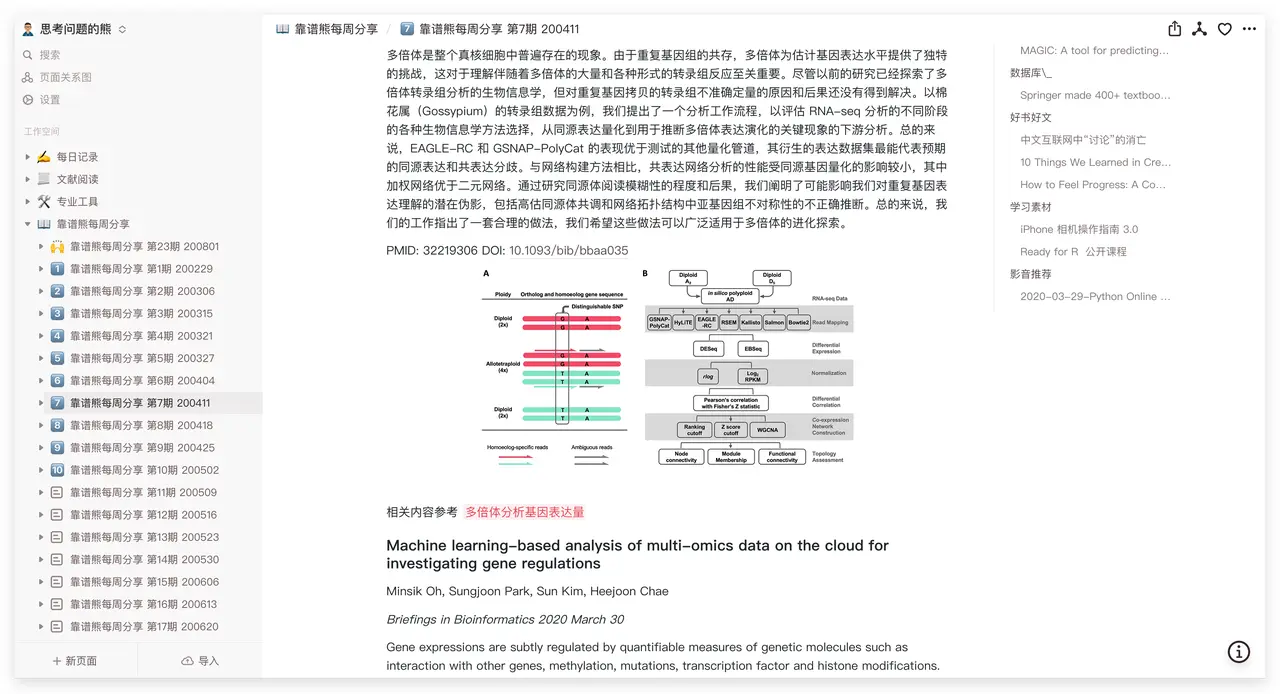 思考问题的熊
搜索
页面关系图
设置
工作空间
每日记录
文献阅读
专业工具
靠谱熊每周分享
靠谱熊每周分享 第23期 200801
靠谱熊每周分享 第1期 200229
靠谱熊每周分享 第2期 200306
靠谱熊每周分享 第3期 200315
靠谱熊每周分享 第4期 200321
靠谱熊每周分享 第5期 200327
靠谱熊每周分享 第6期 200404
靠谱熊每周分享 第7期 200411
靠谱熊每周分享 第8期 200418
靠谱熊每周分享 第9期 200425
靠谱熊每周分享 第10期 200502
靠谱熊每周分享 第11期 200509
靠谱熊每周分享 第12期 200516
靠谱熊每周分享 第13期 200523
靠谱熊每周分享 第14期 200530
靠谱熊每周分享 第15期 200606
靠谱熊每周分享 第16期 200613
靠谱熊每周分享 第17期 200620
+ 新页面 导入
靠谱熊每周分享 / 7 靠谱熊每周分享 第7期 200411
多倍体是整个真核细胞中普遍存在的现象。由于重复基因组的共存，多倍体为估计基因表达水平提供了独特
的挑战，这对于理解伴随着多倍体的大量和各种形式的转录组反应至关重要。尽管以前的研究已经探索了多
倍体转录组分析的生物信息学，但对重复基因拷贝的转录组不准确定量的原因和后果还没有得到解决。以棉
花属（Gossypium）的转录组数据为例，我们提出了一个分析工作流程，以评估 RNA-seq 分析的不同阶段
的各种生物信息学方法选择，从同源表达量化到用于推断多倍体表达演化的关键现象的下游分析。总的来
说，EAGLE-RC 和 GSNAP-PolyCat 的表现优于测试的其他量化管道，其衍生的表达数据集最能代表预期
的同源表达和共表达分歧。与网络构建方法相比，共表达网络分析的性能受同源基因量化的影响较小，其中
加权网络优于二元网络。通过研究同源体阅读模糊性的程度和后果，我们阐明了可能影响我们对重复基因表
达理解的潜在伪影，包括高估同源体共调和网络拓扑结构中亚基因组不对称性的不正确推断。总的来说，我
们的工作指出了一套合理的做法，我们希望这些做法可以广泛适用于多倍体的进化探索。
PMID: 32219306 DOI: 10.1093/bib/bbaa035
A
Ploidy Ortholog and homoeolog gene sequence
Distinguishable SNP
Diploid
(2x)
G A
G A
Allotetraploid
(4x)
G A
G A
T A
T A
Diploid
(2x)
T A
T A
Homoeolog-specific reads Ambiguous reads
B
Diploid
A2
Diploid
D5
in silico polyploid
AD
RNA-seq Data
GSNAP-
PolyCat
HyLiTE
EAGLE
-RC
RSEM
Kallisto
Salmon
Bowtie2
Read Mapping
DESeq EBSeq
Differential
Expression
rlog
Log2
RPKM
Normalization
Pearson's correlation
with Fisher's Z statistic
Differential
Correlation
Ranking
cutoff
Z score
cutoff
WGCNA
Co-expression
Network
Construction
Node
connectivity
Module
Membership
Functional
connectivity
Topology
Assessment
相关内容参考 多倍体分析基因表达量
Machine learning-based analysis of multi-omics data on the cloud for
investigating gene regulations
Minsik Oh, Sungjoon Park, Sun Kim, Heejoon Chae
Briefings in Bioinformatics 2020 March 30
Gene expressions are subtly regulated by quantifiable measures of genetic molecules such as
interaction with other genes, methylation, mutations, transcription factor and histone modifications.
MAGIC: A tool for predicting...
数据库\_
Springer made 400+ textboo...
好书好文
中文互联网中“讨论”的消亡
10 Things We Learned in Cre...
How to Feel Progress: A Co...
学习素材
iPhone 相机操作指南 3.0
Ready for R 公开课程
影音推荐
2020-03-29-Python Online ...